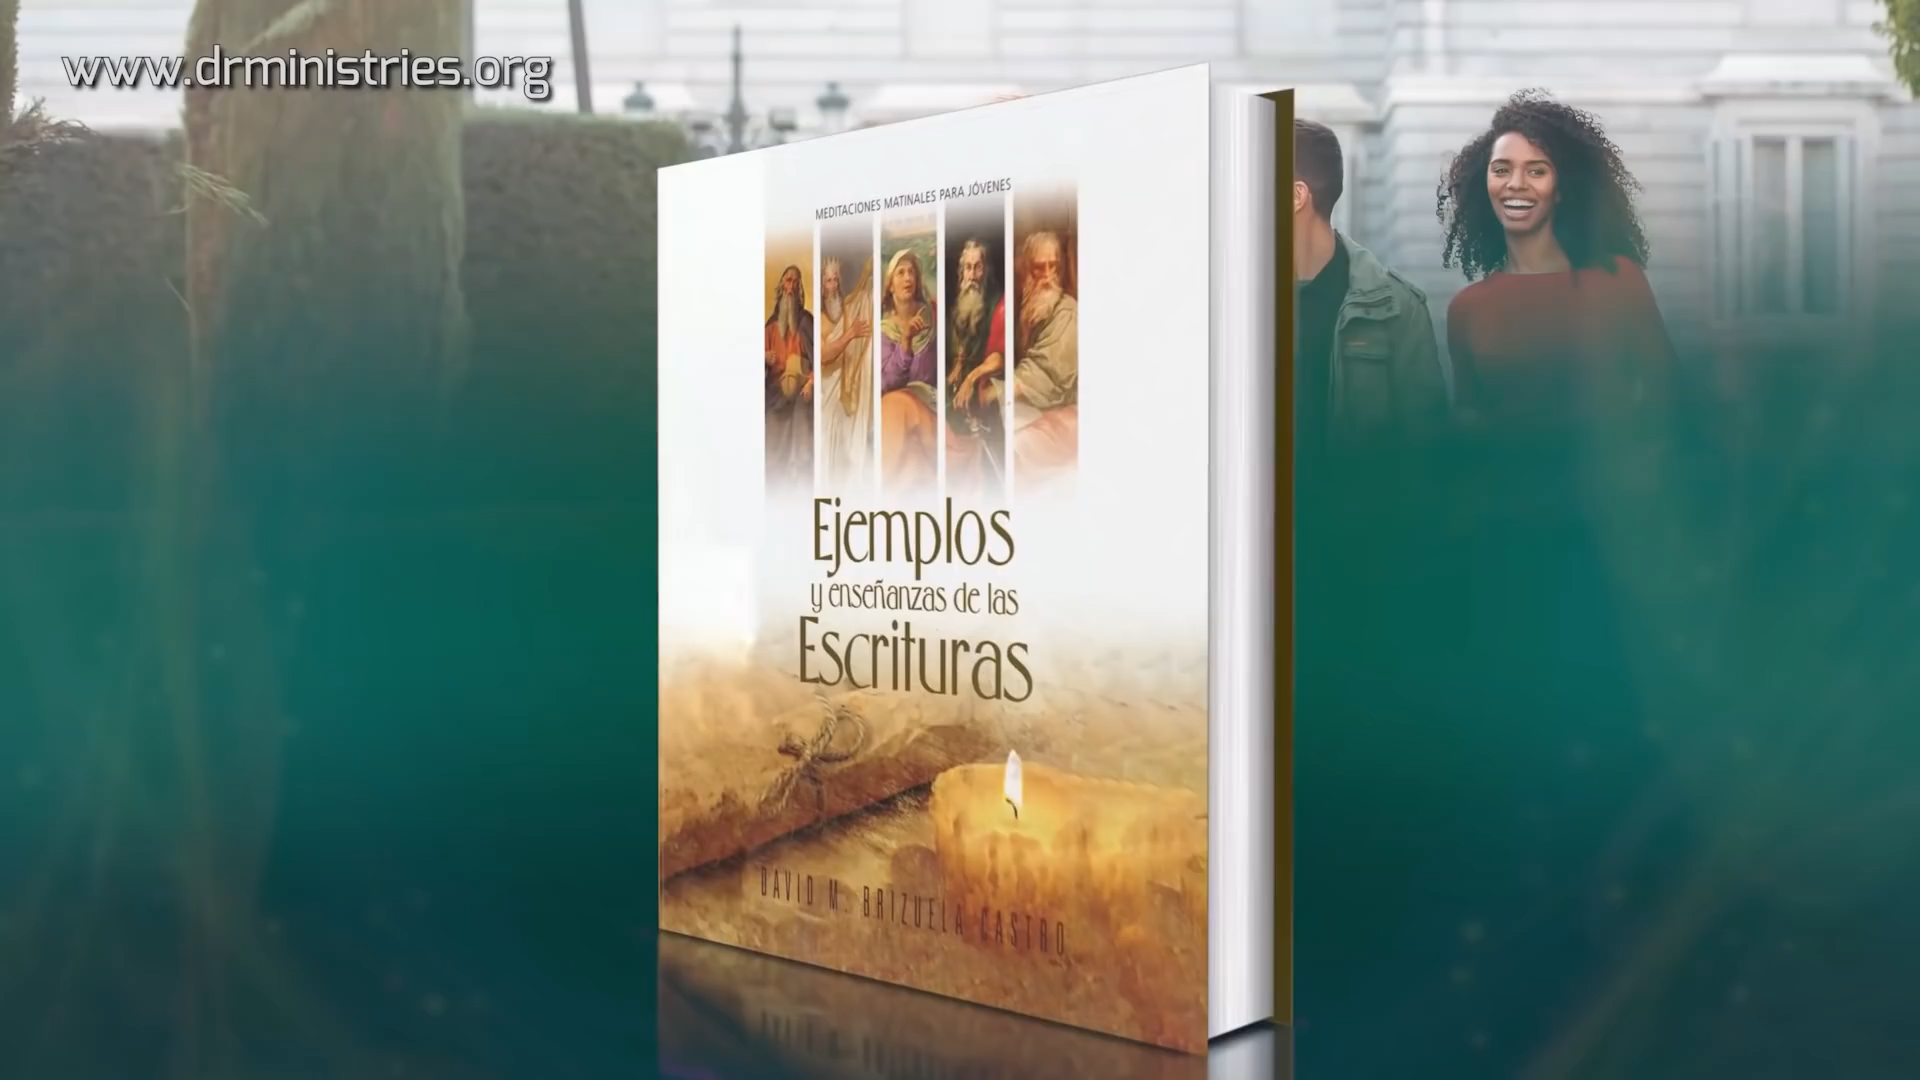 www.drministries.org
MEDITACIONES MATINALES PARA JÓVENES
Ejemplos
y enseñanzas de las
Escrituras
DAVID M. BRIZUELA CASTRO